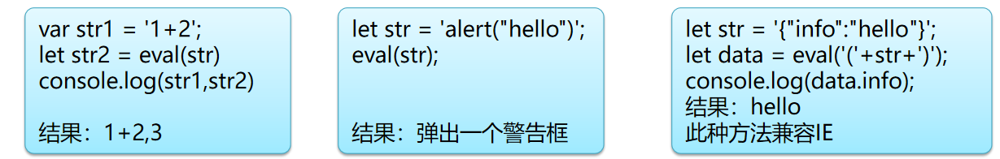 var str1 = '1+2';
let str2 = eval(str)
console.log(str1,str2)
结果：1+2,3
let str = 'alert("hello")';
eval(str);
结果：弹出一个警告框
let str = '{"info":"hello"}';
let data = eval('('+str+')');
console.log(data.info);
结果：hello
此种方法兼容IE